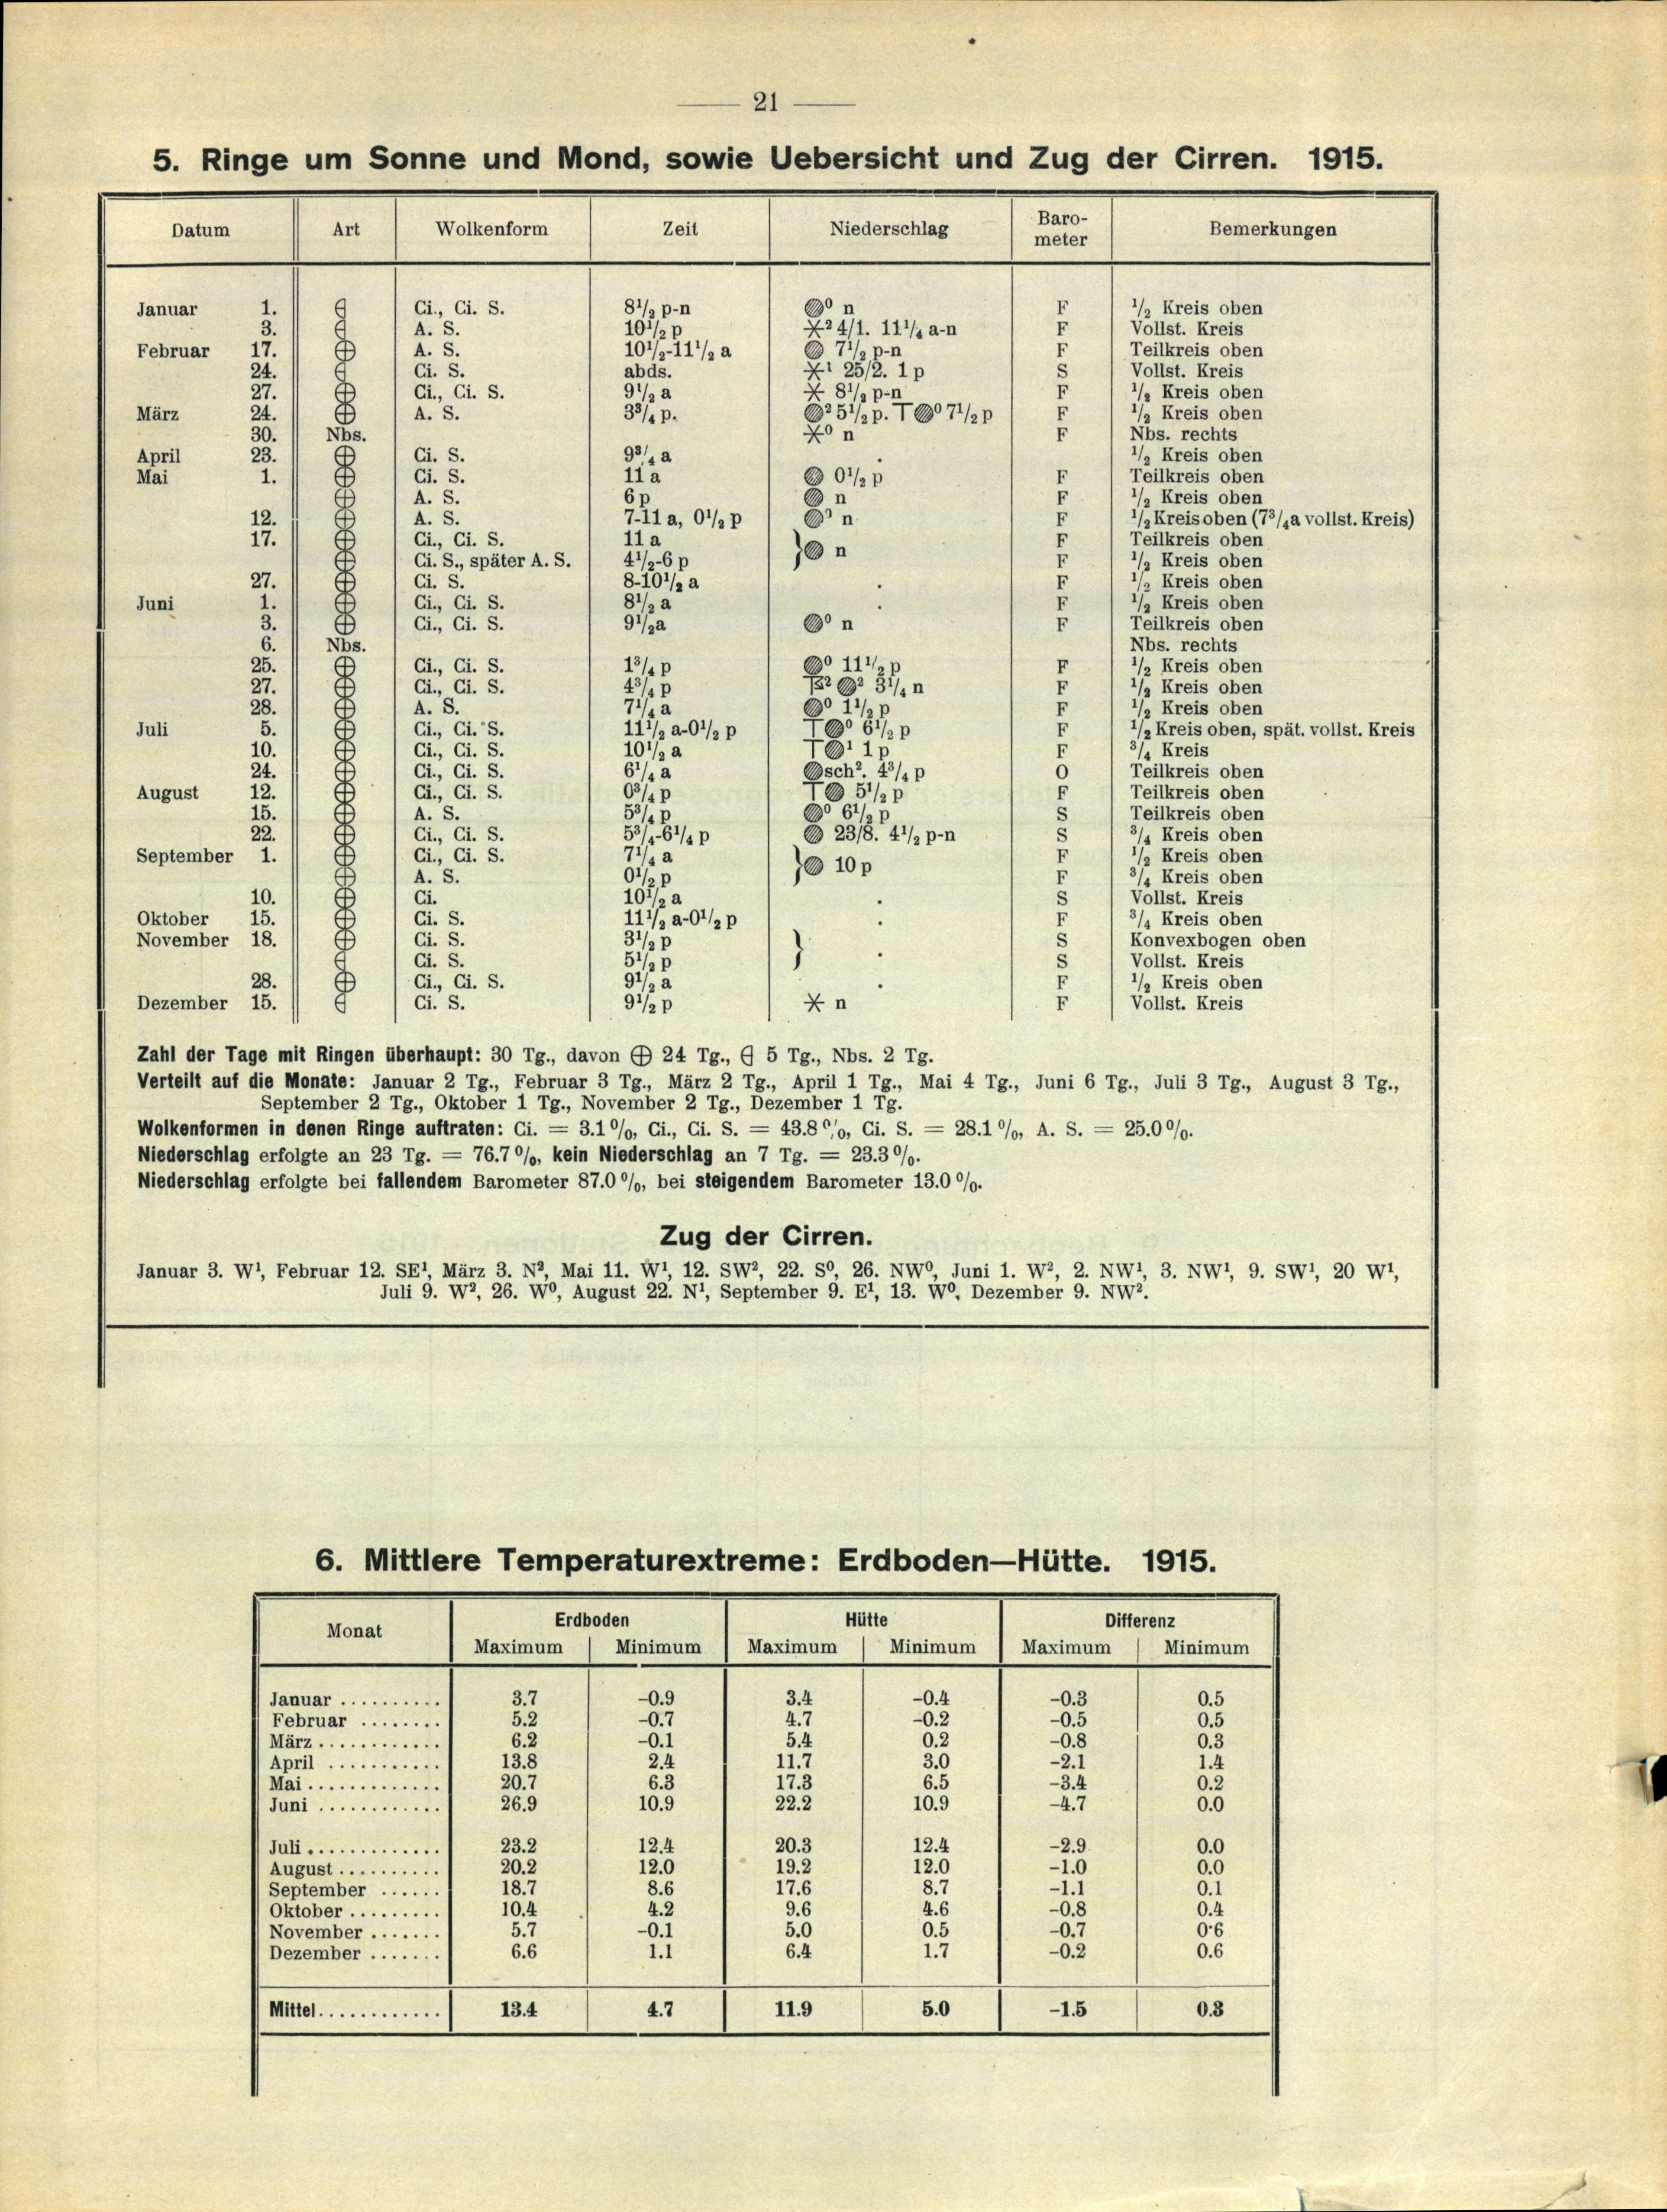 — 21 —
5. Ringe um Sonne und Mond, sowie Uebersicht und Zug der Cirren. 1915.
Datum Art Wolkenform Zeit Niederschlag Baro-meter Bemerkungen
Januar 1. Ci., Ci. S. 8½ p-n ⁰ n F ½ Kreis oben
3. A. S. 10½ p ² 4/1. 11¼ a-n F Vollst. Kreis
Februar 17. ⊕ A. S. 10½-11½ a 7½ p-n F Teilkreis oben
24. Ci. S. abds. ¹ 25/2. 1 p S Vollst. Kreis
27. ⊕ Ci., Ci. S. 9½ a 8½ p-n F ½ Kreis oben
März 24. ⊕ A. S. 3¾ p. ² 5½ p. T ⁰ 7½ p F ½ Kreis oben
30. Nbs. ⁰ n F Nbs. rechts
April 23. ⊕ Ci. S. 9¾ a . ½ Kreis oben
Mai 1. ⊕ Ci. S. 11 a 0½ p F Teilkreis oben
⊕ A. S. 6 p n F ½ Kreis oben
12. ⊕ A. S. 7-11 a, 0½ p n F ½ Kreis oben (7¾ a vollst. Kreis)
17. ⊕ Ci., Ci. S. 11 a } n F Teilkreis oben
⊕ Ci. S., später A. S. 4½-6 p F ½ Kreis oben
27. ⊕ Ci. S. 8-10½ a . F ½ Kreis oben
Juni 1. ⊕ Ci., Ci. S. 8½ a . F ½ Kreis oben
3. ⊕ Ci., Ci. S. 9½a ⁰ n F Teilkreis oben
6. Nbs. Nbs. rechts
25. ⊕ Ci., Ci. S. 1¾ p ⁰ 11½ p F ½ Kreis oben
27. ⊕ Ci., Ci. S. 4¾ p ² ² 3¼ n F ½ Kreis oben
28. ⊕ A. S. 7¼ a ⁰ 1½ p F ½ Kreis oben
Juli 5. ⊕ Ci., Ci. S. 11½ a-0½ p T ⁰ 6½ p F ½ Kreis oben, spät. vollst. Kreis
10. ⊕ Ci., Ci. S. 10½ a T ¹ 1 p F ¾ Kreis
24. ⊕ Ci., Ci. S. 6¼ a sch². 4¾ p O Teilkreis oben
August 12. ⊕ Ci., Ci. S. 0¾ p T 5½ p F Teilkreis oben
15. ⊕ A. S. 5¾ p ⁰ 6½ p S Teilkreis oben
22. ⊕ Ci., Ci. S. 5¾-6¼ p 23/8. 4½ p-n S ¾ Kreis oben
September 1. ⊕ Ci., Ci. S. 7¼ a } 10 p F ½ Kreis oben
⊕ A. S. 0½ p F ¾ Kreis oben
10. ⊕ Ci. 10½ a . S Vollst. Kreis
Oktober 15. ⊕ Ci. S. 11½ a-0½ p . F ¾ Kreis oben
November 18. ⊕ Ci. S. 3½ p } . S Konvexbogen oben
Ci. S. 5½ p S Vollst. Kreis
28. ⊕ Ci., Ci. S. 9½ a . F ½ Kreis oben
Dezember 15. Ci. S. 9½ p n F Vollst. Kreis
Zahl der Tage mit Ringen überhaupt: 30 Tg., davon ⊕ 24 Tg., 5 Tg., Nbs. 2 Tg.
Verteilt auf die Monate: Januar 2 Tg., Februar 3 Tg., März 2 Tg., April 1 Tg., Mai 4 Tg., Juni 6 Tg., Juli 3 Tg., August 3 Tg.,
September 2 Tg., Oktober 1 Tg., November 2 Tg., Dezember 1 Tg.
Wolkenformen in denen Ringe auftraten: Ci. = 3.1 %, Ci., Ci. S. = 43.8 %, Ci. S. = 28.1 %, A. S. = 25.0 %.
Niederschlag erfolgte an 23 Tg. = 76.7 %, kein Niederschlag an 7 Tg. = 23.3 %.
Niederschlag erfolgte bei fallendem Barometer 87.0 %, bei steigendem Barometer 13.0 %.
Zug der Cirren.
Januar 3. W¹, Februar 12. SE¹, März 3. N², Mai 11. W¹, 12. SW², 22. S⁰, 26. NW⁰, Juni 1. W², 2. NW¹, 3. NW¹, 9. SW¹, 20 W¹,
Juli 9. W², 26. W⁰, August 22. N¹, September 9. E¹, 13. W⁰, Dezember 9. NW².
6. Mittlere Temperaturextreme: Erdboden—Hütte. 1915.
Monat Erdboden Hütte Differenz
Maximum Minimum Maximum Minimum Maximum Minimum
Januar .......... 3.7 -0.9 3.4 -0.4 -0.3 0.5
Februar ........ 5.2 -0.7 4.7 -0.2 -0.5 0.5
März ............ 6.2 -0.1 5.4 0.2 -0.8 0.3
April ........... 13.8 2.4 11.7 3.0 -2.1 1.4
Mai ............. 20.7 6.3 17.3 6.5 -3.4 0.2
Juni ............ 26.9 10.9 22.2 10.9 -4.7 0.0
Juli ............. 23.2 12.4 20.3 12.4 -2.9 0.0
August .......... 20.2 12.0 19.2 12.0 -1.0 0.0
September ...... 18.7 8.6 17.6 8.7 -1.1 0.1
Oktober ......... 10.4 4.2 9.6 4.6 -0.8 0.4
November ....... 5.7 -0.1 5.0 0.5 -0.7 0·6
Dezember ....... 6.6 1.1 6.4 1.7 -0.2 0.6
Mittel............ 13.4 4.7 11.9 5.0 -1.5 0.3